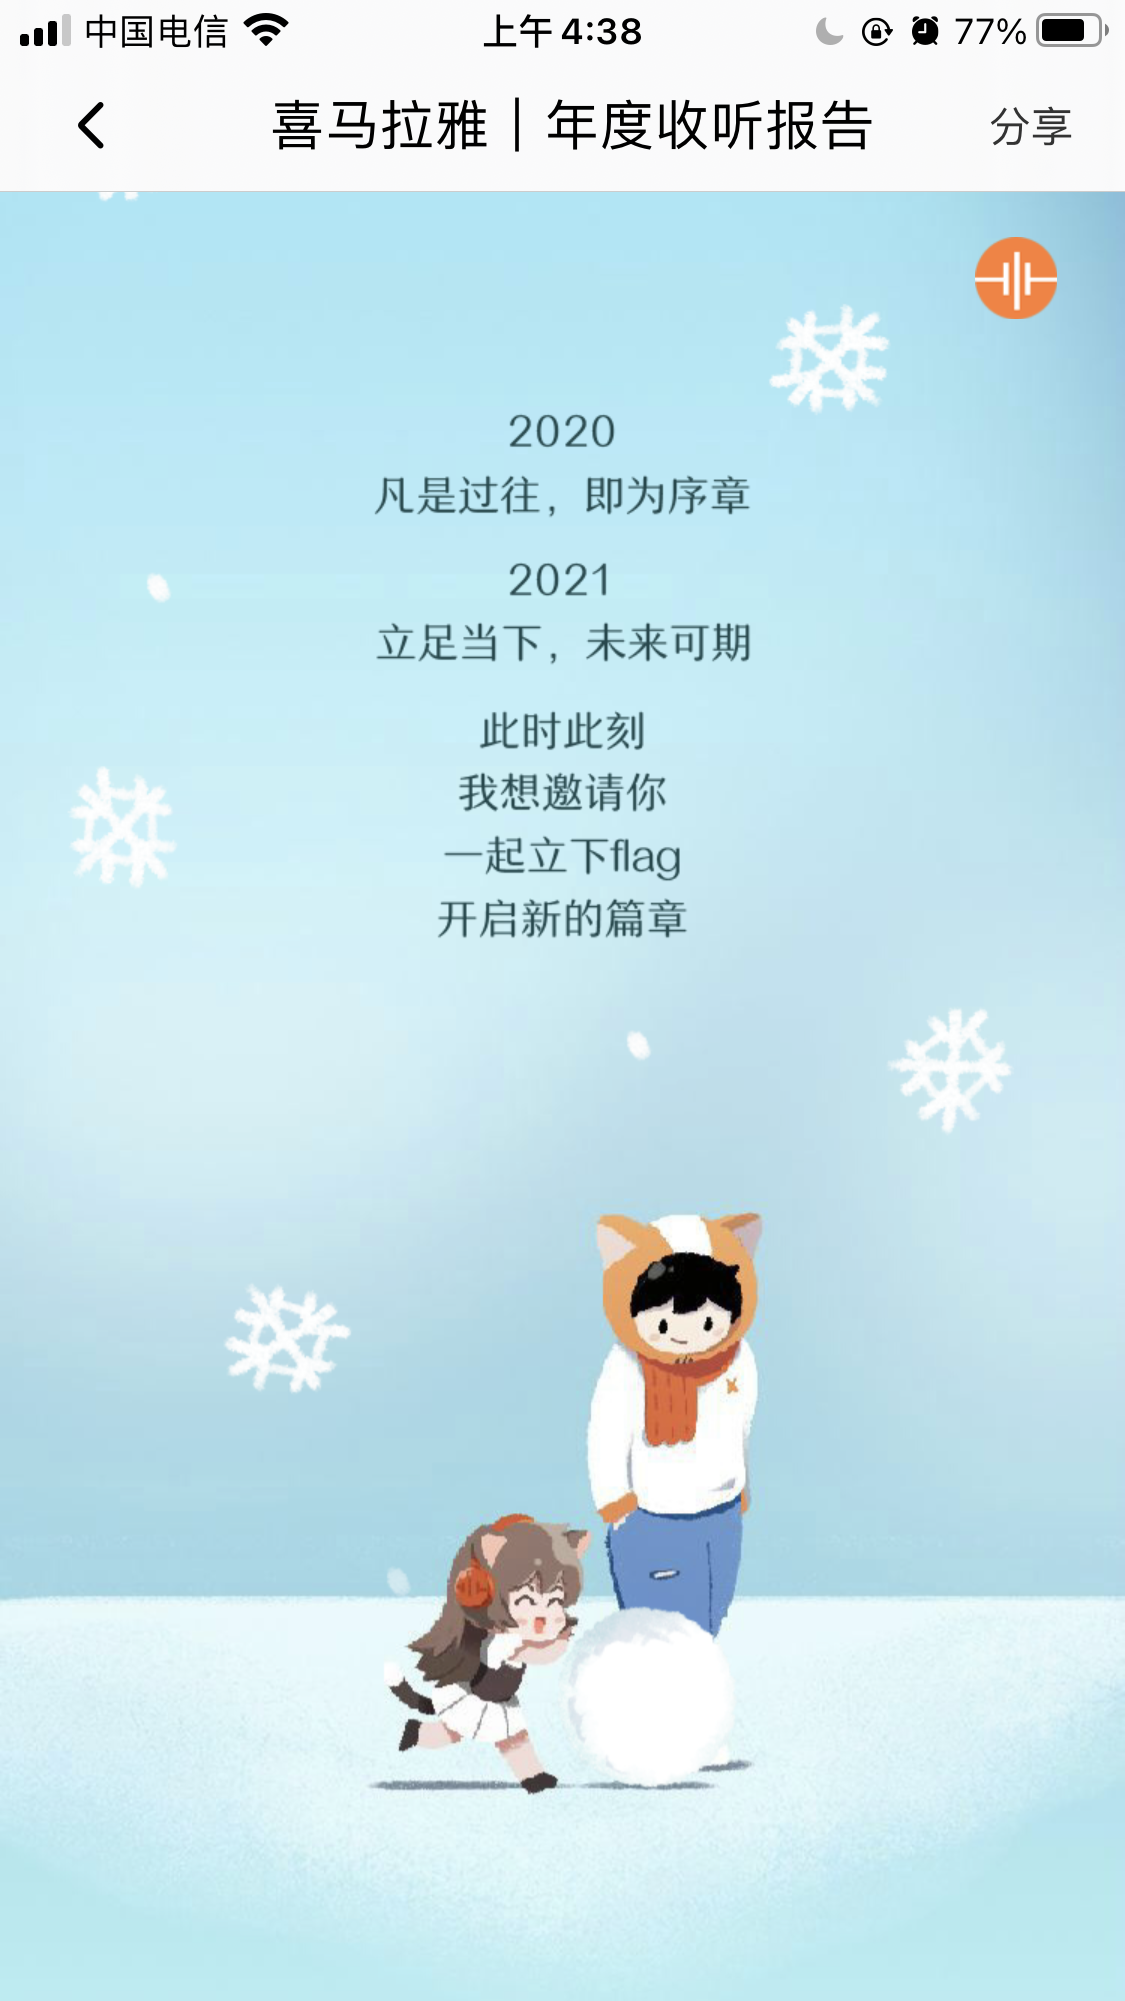 中国电信 上午4:38 77%
喜马拉雅｜年度收听报告 分享
2020
凡是过往，即为序章
2021
立足当下，未来可期
此时此刻
我想邀请你
一起立下flag
开启新的篇章